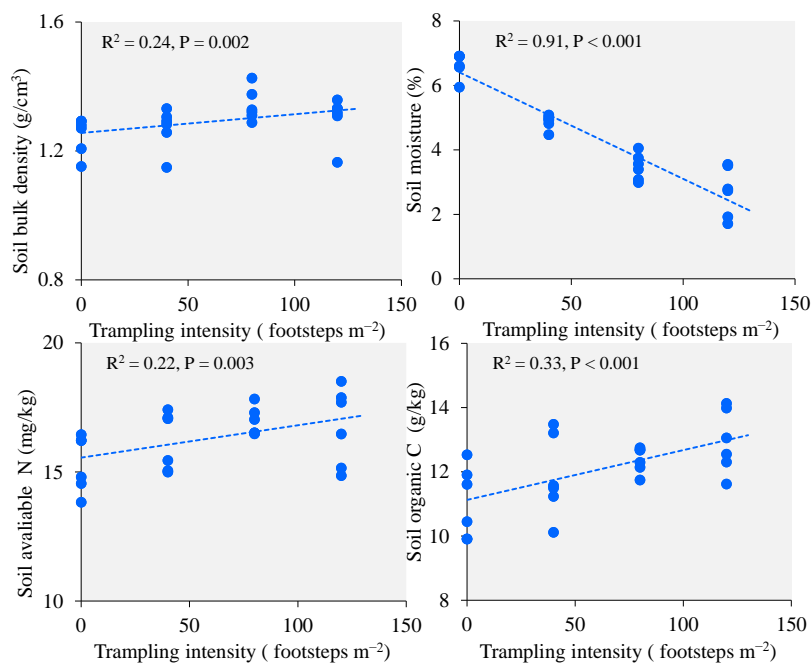 R² = 0.24, P = 0.002
Soil bulk density (g/cm³)
1.6
1.2
0.8
0
50
100
150
Trampling intensity ( footsteps m⁻²)
R² = 0.91, P < 0.001
Soil moisture (%)
8
6
4
2
0
0
50
100
150
Trampling intensity ( footsteps m⁻²)
R² = 0.22, P = 0.003
Soil avaliable N (mg/kg)
20
15
10
0
50
100
150
Trampling intensity ( footsteps m⁻²)
R² = 0.33, P < 0.001
Soil organic C (g/kg)
16
14
12
10
8
0
50
100
150
Trampling intensity ( footsteps m⁻²)